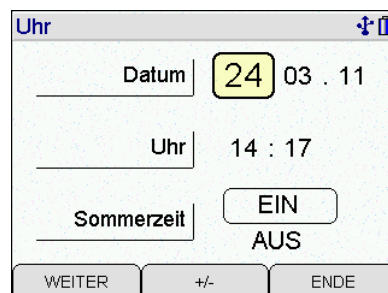 Uhr
Datum 24 03 . 11
Uhr 14 : 17
Sommerzeit EIN
AUS
WEITER +/- ENDE